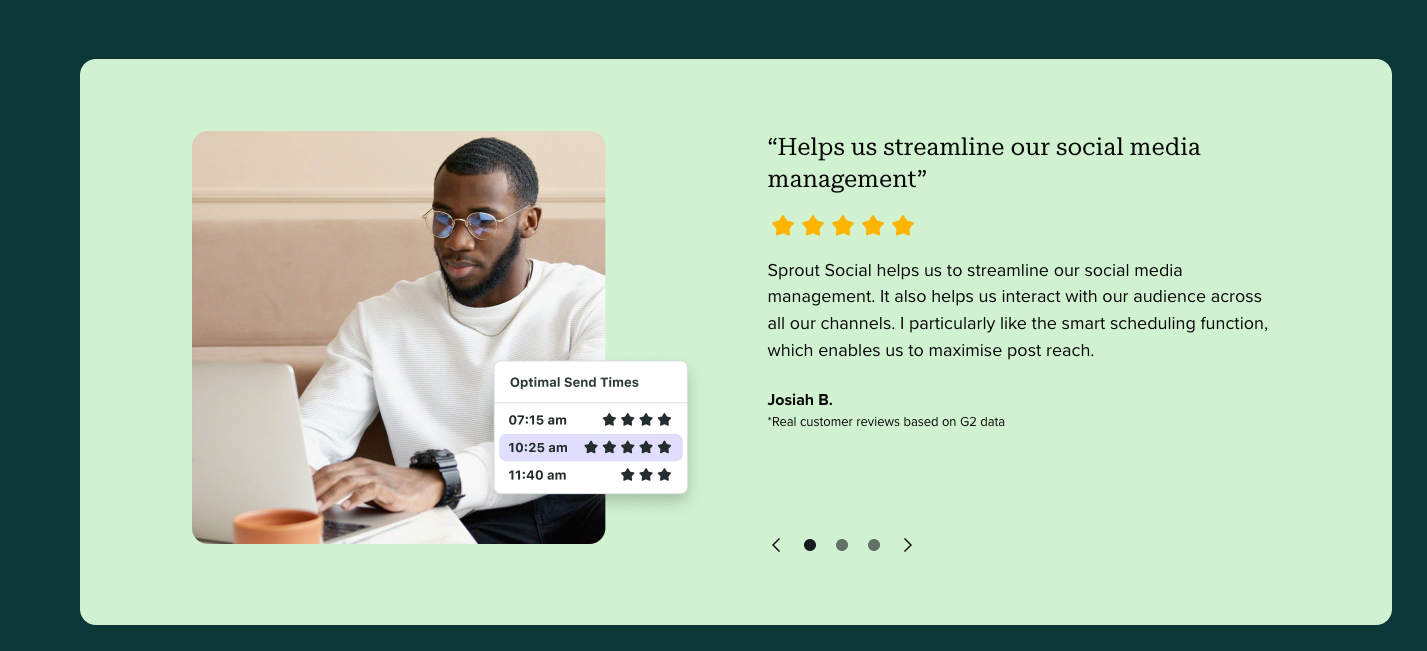 “Helps us streamline our social media
management”
Sprout Social helps us to streamline our social media
management. It also helps us interact with our audience across
all our channels. I particularly like the smart scheduling function,
which enables us to maximise post reach.
Josiah B.
*Real customer reviews based on G2 data
Optimal Send Times
07:15 am
10:25 am
11:40 am